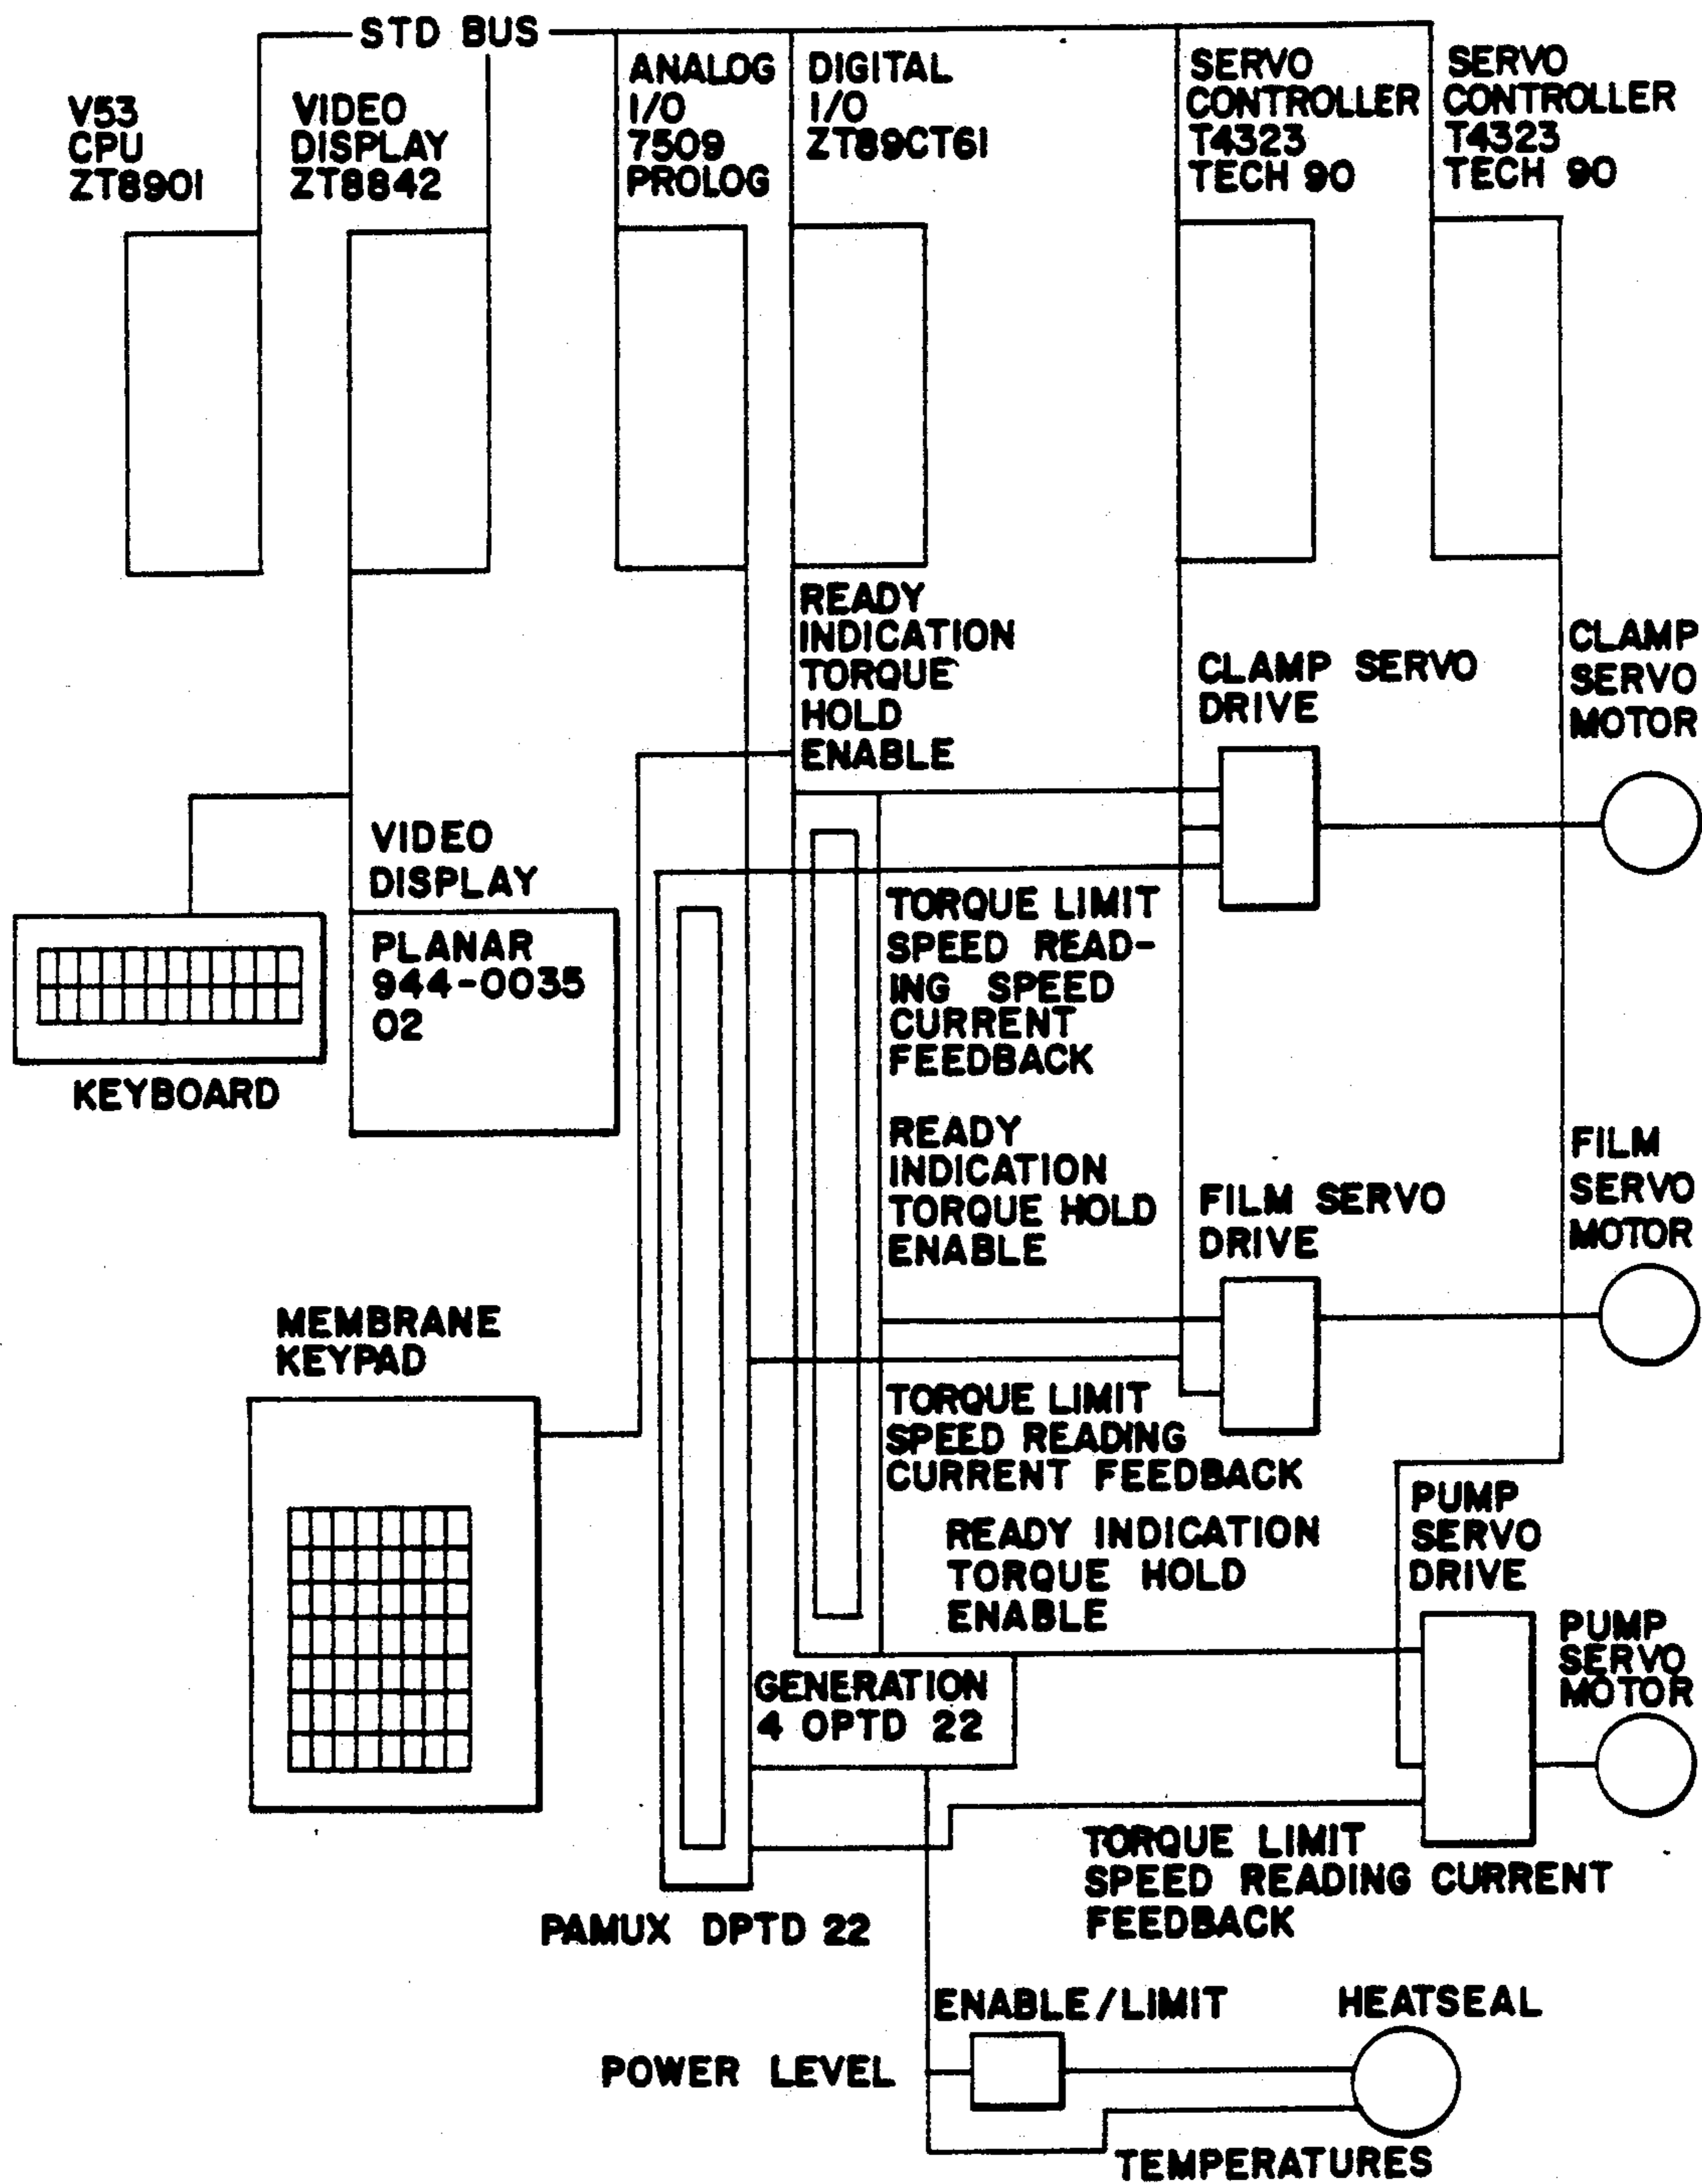 STD BUS
V53
CPU
ZT8901
VIDEO
DISPLAY
ZT8842
ANALOG
I/O
7509
PROLOG
DIGITAL
I/O
ZT89CT61
SERVO
CONTROLLER
T4323
TECH 90
SERVO
CONTROLLER
T4323
TECH 90
READY
INDICATION
TORQUE
HOLD
ENABLE
CLAMP SERVO
DRIVE
CLAMP
SERVO
MOTOR
VIDEO
DISPLAY
PLANAR
944-0035
02
KEYBOARD
TORQUE LIMIT
SPEED READ-
ING SPEED
CURRENT
FEEDBACK
READY
INDICATION
TORQUE HOLD
ENABLE
FILM SERVO
DRIVE
FILM
SERVO
MOTOR
MEMBRANE
KEYPAD
TORQUE LIMIT
SPEED READING
CURRENT FEEDBACK
READY INDICATION
TORQUE HOLD
ENABLE
PUMP
SERVO
DRIVE
PUMP
SERVO
MOTOR
GENERATION
4 OPTD 22
TORQUE LIMIT
SPEED READING CURRENT
FEEDBACK
PAMUX DPTD 22
ENABLE/LIMIT
HEATSEAL
POWER LEVEL
TEMPERATURES